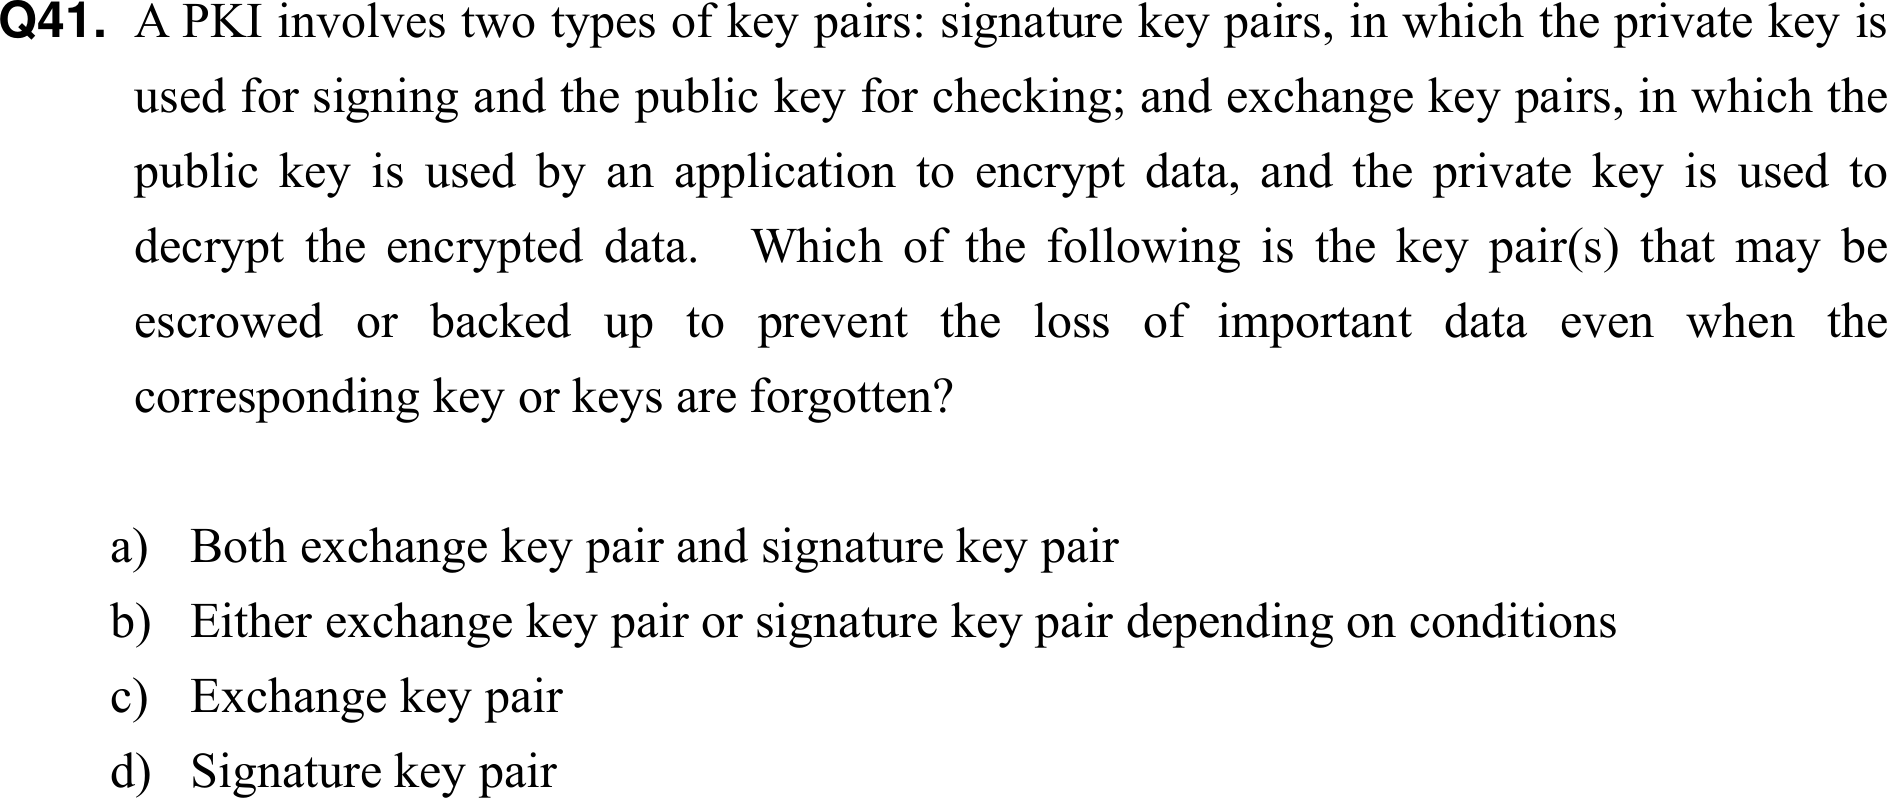 Q41. A PKI involves two types of key pairs: signature key pairs, in which the private key is
used for signing and the public key for checking; and exchange key pairs, in which the
public key is used by an application to encrypt data, and the private key is used to
decrypt the encrypted data. Which of the following is the key pair(s) that may be
escrowed or backed up to prevent the loss of important data even when the
corresponding key or keys are forgotten?
a) Both exchange key pair and signature key pair
b) Either exchange key pair or signature key pair depending on conditions
c) Exchange key pair
d) Signature key pair